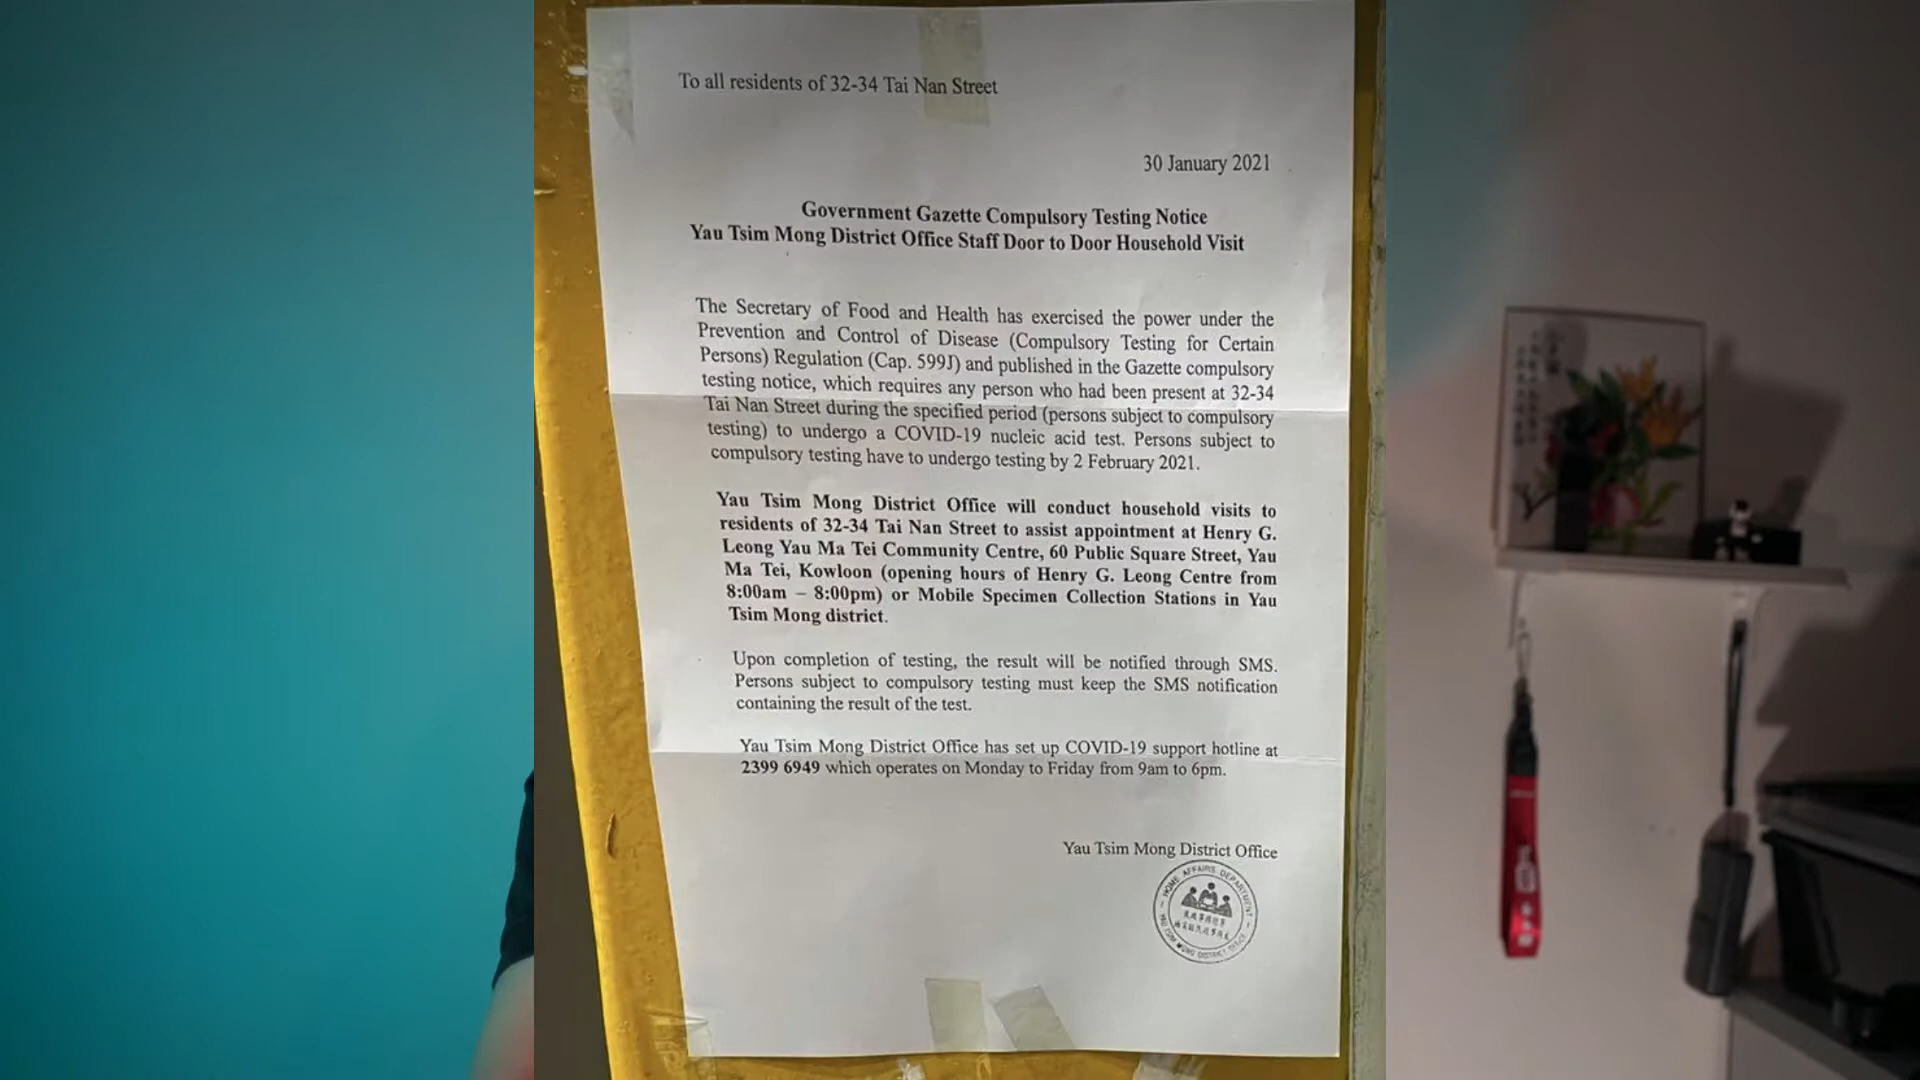 To all residents of 32-34 Tai Nan Street
30 January 2021
Government Gazette Compulsory Testing Notice
Yau Tsim Mong District Office Staff Door to Door Household Visit
The Secretary of Food and Health has exercised the power under the
Prevention and Control of Disease (Compulsory Testing for Certain
Persons) Regulation (Cap. 599J) and published in the Gazette compulsory
testing notice, which requires any person who had been present at 32-34
Tai Nan Street during the specified period (persons subject to compulsory
testing) to undergo a COVID-19 nucleic acid test. Persons subject to
compulsory testing have to undergo testing by 2 February 2021.
Yau Tsim Mong District Office will conduct household visits to
residents of 32-34 Tai Nan Street to assist appointment at Henry G.
Leong Yau Ma Tei Community Centre, 60 Public Square Street, Yau
Ma Tei, Kowloon (opening hours of Henry G. Leong Centre from
8:00am – 8:00pm) or Mobile Specimen Collection Stations in Yau
Tsim Mong district.
Upon completion of testing, the result will be notified through SMS.
Persons subject to compulsory testing must keep the SMS notification
containing the result of the test.
Yau Tsim Mong District Office has set up COVID-19 support hotline at
2399 6949 which operates on Monday to Friday from 9am to 6pm.
Yau Tsim Mong District Office
HOME AFFAIRS DEPARTMENT
YAU TSIM MONG DISTRICT OFFICE